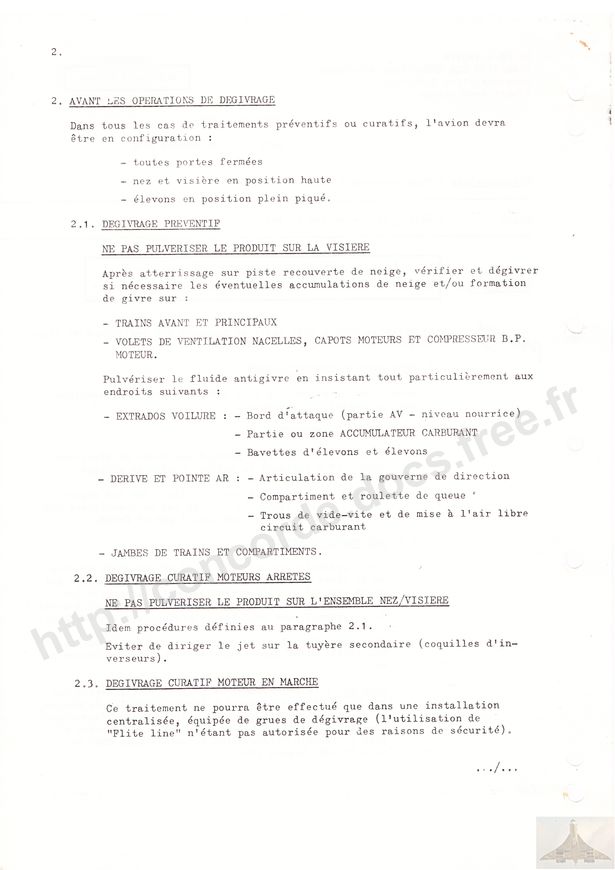 2.
2. AVANT LES OPERATIONS DE DEGIVRAGE
Dans tous les cas de traitements préventifs ou curatifs, l'avion devra
être en configuration :
- toutes portes fermées
- nez et visière en position haute
- élevons en position plein piqué.
2.1. DEGIVRAGE PREVENTIF
NE PAS PULVERISER LE PRODUIT SUR LA VISIERE
Après atterrissage sur piste recouverte de neige, vérifier et dégivrer
si nécessaire les éventuelles accumulations de neige et/ou formation
de givre sur :
- TRAINS AVANT ET PRINCIPAUX
- VOLETS DE VENTILATION NACELLES, CAPOTS MOTEURS ET COMPRESSEUR B.P.
MOTEUR.
Pulvériser le fluide antigivre en insistant tout particulièrement aux
endroits suivants :
- EXTRADOS VOILURE : - Bord d'attaque (partie AV - niveau nourrice)
- Partie ou zone ACCUMULATEUR CARBURANT
- Bavettes d'élevons et élevons
- DERIVE ET POINTE AR : - Articulation de la gouverne de direction
- Compartiment et roulette de queue
- Trous de vide-vite et de mise à l'air libre
circuit carburant
- JAMBES DE TRAINS ET COMPARTIMENTS.
2.2. DEGIVRAGE CURATIF MOTEURS ARRETES
NE PAS PULVERISER LE PRODUIT SUR L'ENSEMBLE NEZ/VISIERE
Idem procédures définies au paragraphe 2.1.
Eviter de diriger le jet sur la tuyère secondaire (coquilles d'in-
verseurs).
2.3. DEGIVRAGE CURATIF MOTEUR EN MARCHE
Ce traitement ne pourra être effectué que dans une installation
centralisée, équipée de grues de dégivrage (l'utilisation de
"Flite line" n'étant pas autorisée pour des raisons de sécurité).
.../...
http://concorde.docs.free.fr